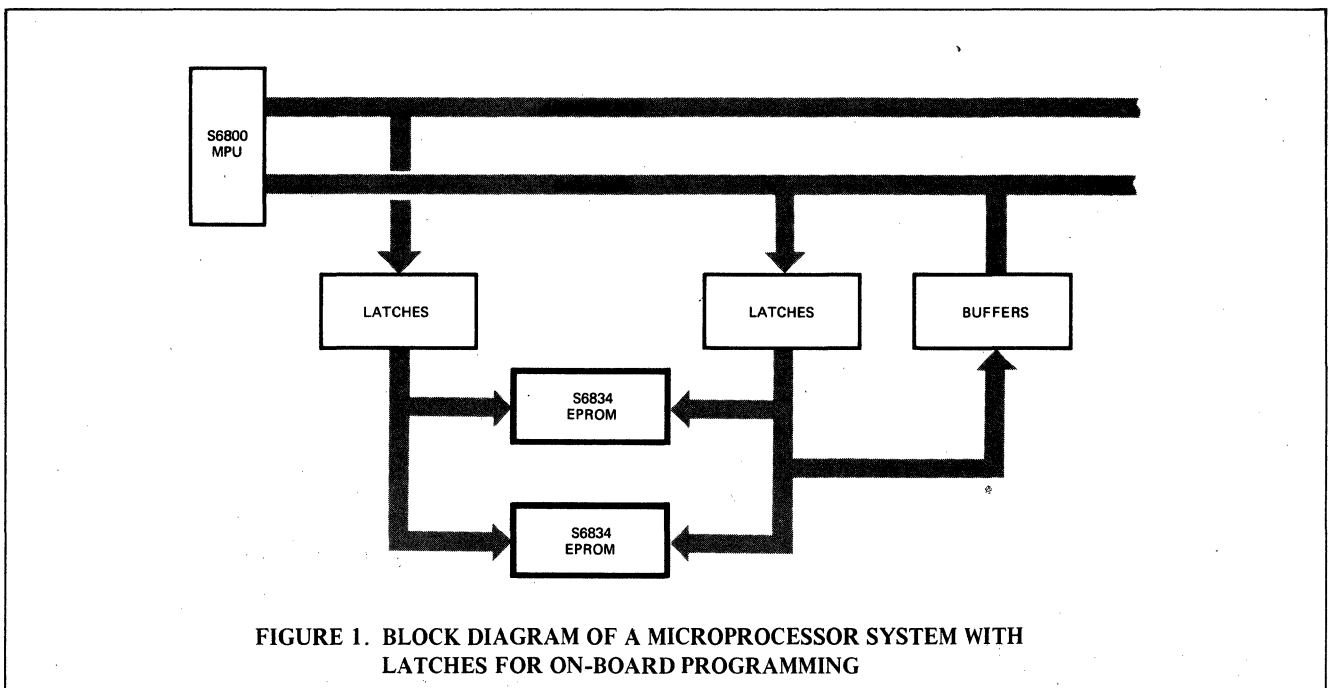 S6800
MPU
LATCHES
LATCHES
BUFFERS
S6834
EPROM
S6834
EPROM
FIGURE 1. BLOCK DIAGRAM OF A MICROPROCESSOR SYSTEM WITH
LATCHES FOR ON-BOARD PROGRAMMING